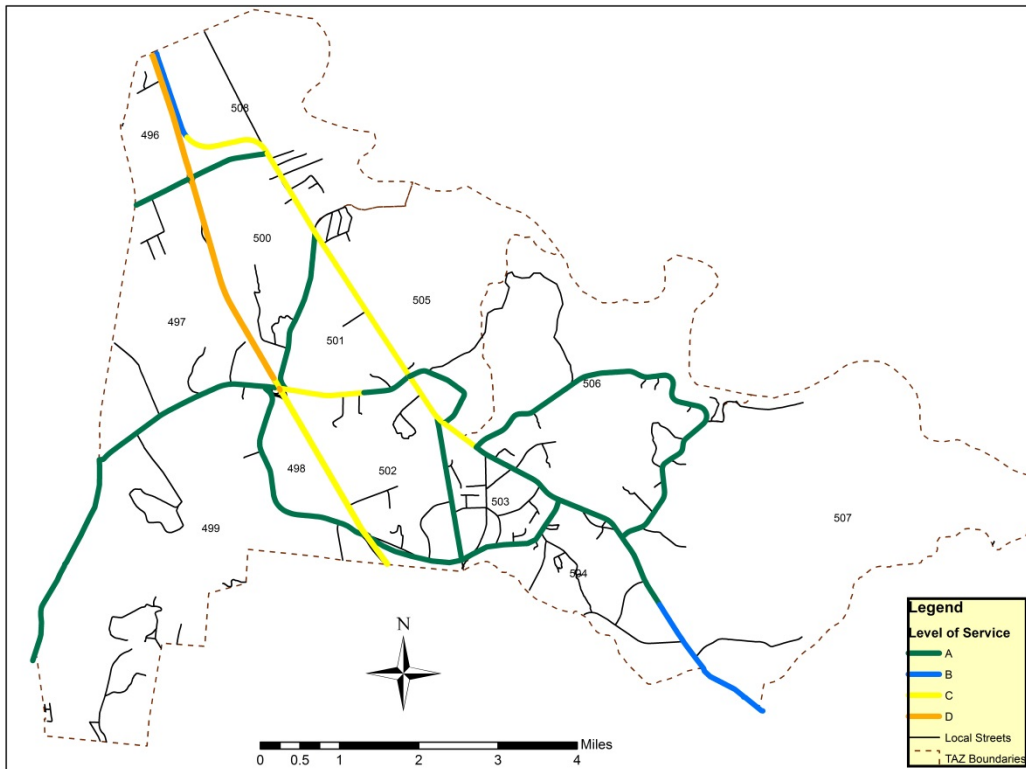 508
496
500
505
497
501
506
498
502
503
507
499
N
Miles
0 0.5 1 2 3 4
Legend
Level of Service
A
B
C
D
Local Streets
TAZ Boundaries